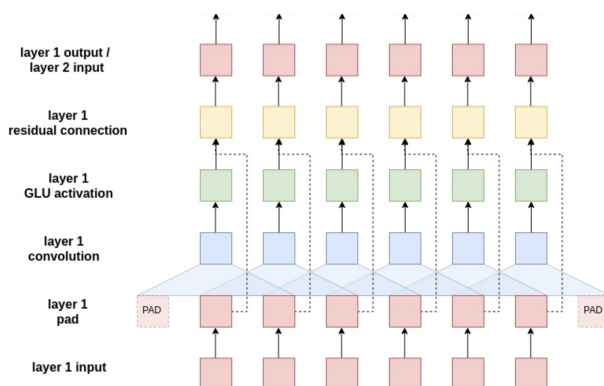 layer 1 output /
layer 2 input
layer 1
residual connection
layer 1
GLU activation
layer 1
convolution
layer 1
pad
PAD
PAD
layer 1 input